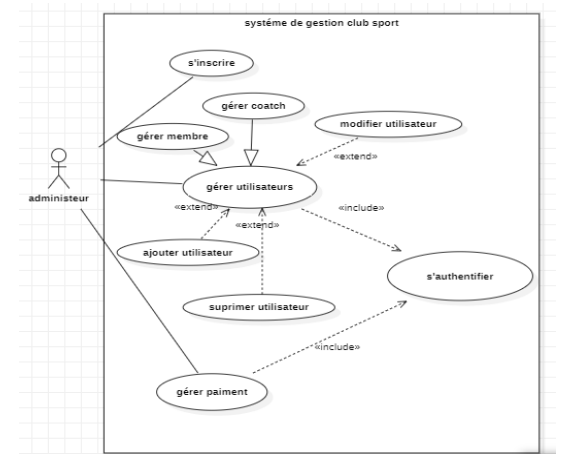 systéme de gestion club sport
s'inscrire
gérer coatch
modifier utilisateur
gérer membre
«extend»
administeur
gérer utilisateurs
«extend»
«include»
«extend»
ajouter utilisateur
s'authentifier
suprimer utilisateur
«include»
gérer paiment